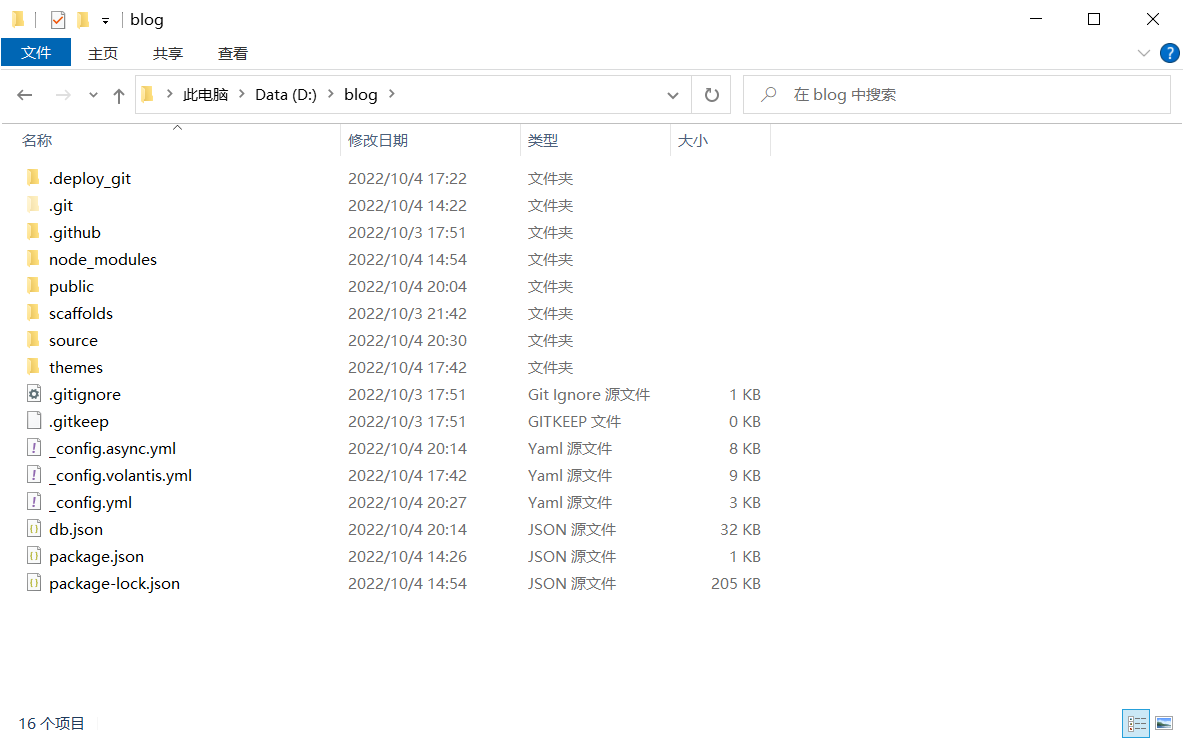 blog
文件 主页 共享 查看
此电脑 Data (D:) blog 在 blog 中搜索
名称 修改日期 类型 大小
.deploy_git 2022/10/4 17:22 文件夹
.git 2022/10/4 14:22 文件夹
.github 2022/10/3 17:51 文件夹
node_modules 2022/10/4 14:54 文件夹
public 2022/10/4 20:04 文件夹
scaffolds 2022/10/3 21:42 文件夹
source 2022/10/4 20:30 文件夹
themes 2022/10/4 17:42 文件夹
.gitignore 2022/10/3 17:51 Git Ignore 源文件 1 KB
.gitkeep 2022/10/3 17:51 GITKEEP 文件 0 KB
_config.async.yml 2022/10/4 20:14 Yaml 源文件 8 KB
_config.volantis.yml 2022/10/4 17:42 Yaml 源文件 9 KB
_config.yml 2022/10/4 20:27 Yaml 源文件 3 KB
db.json 2022/10/4 20:14 JSON 源文件 32 KB
package.json 2022/10/4 14:26 JSON 源文件 1 KB
package-lock.json 2022/10/4 14:54 JSON 源文件 205 KB
16 个项目